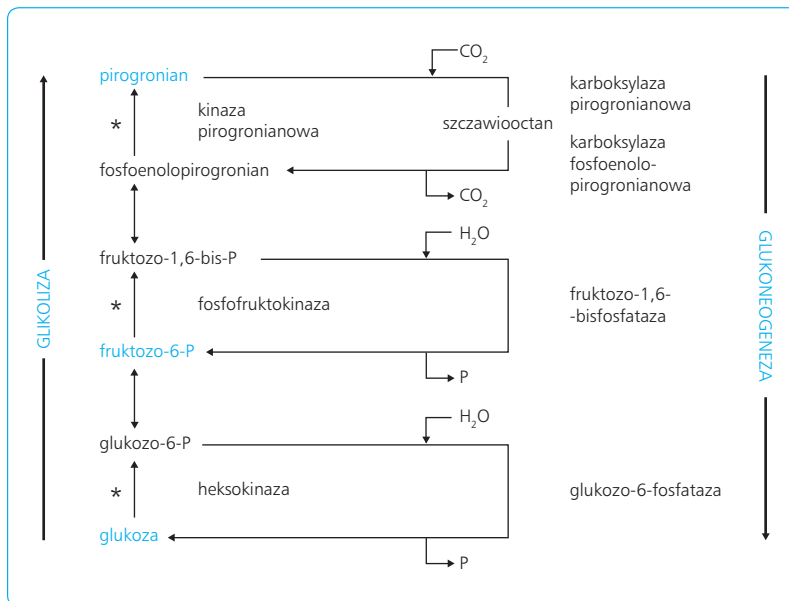 CO₂
pirogronian
karboksylaza
pirogronianowa
kinaza
pirogronianowa
*
szczawiooctan
karboksylaza
fosfoenolo-
pirogronianowa
fosfoenolopirogronian
CO₂
H₂O
fruktozo-1,6-bis-P
GLIKOLIZA
GLUKONEOGENEZA
*
fosfofruktokinaza
fruktozo-1,6-
-bisfosfataza
fruktozo-6-P
P
H₂O
glukozo-6-P
*
heksokinaza
glukozo-6-fosfataza
glukoza
P